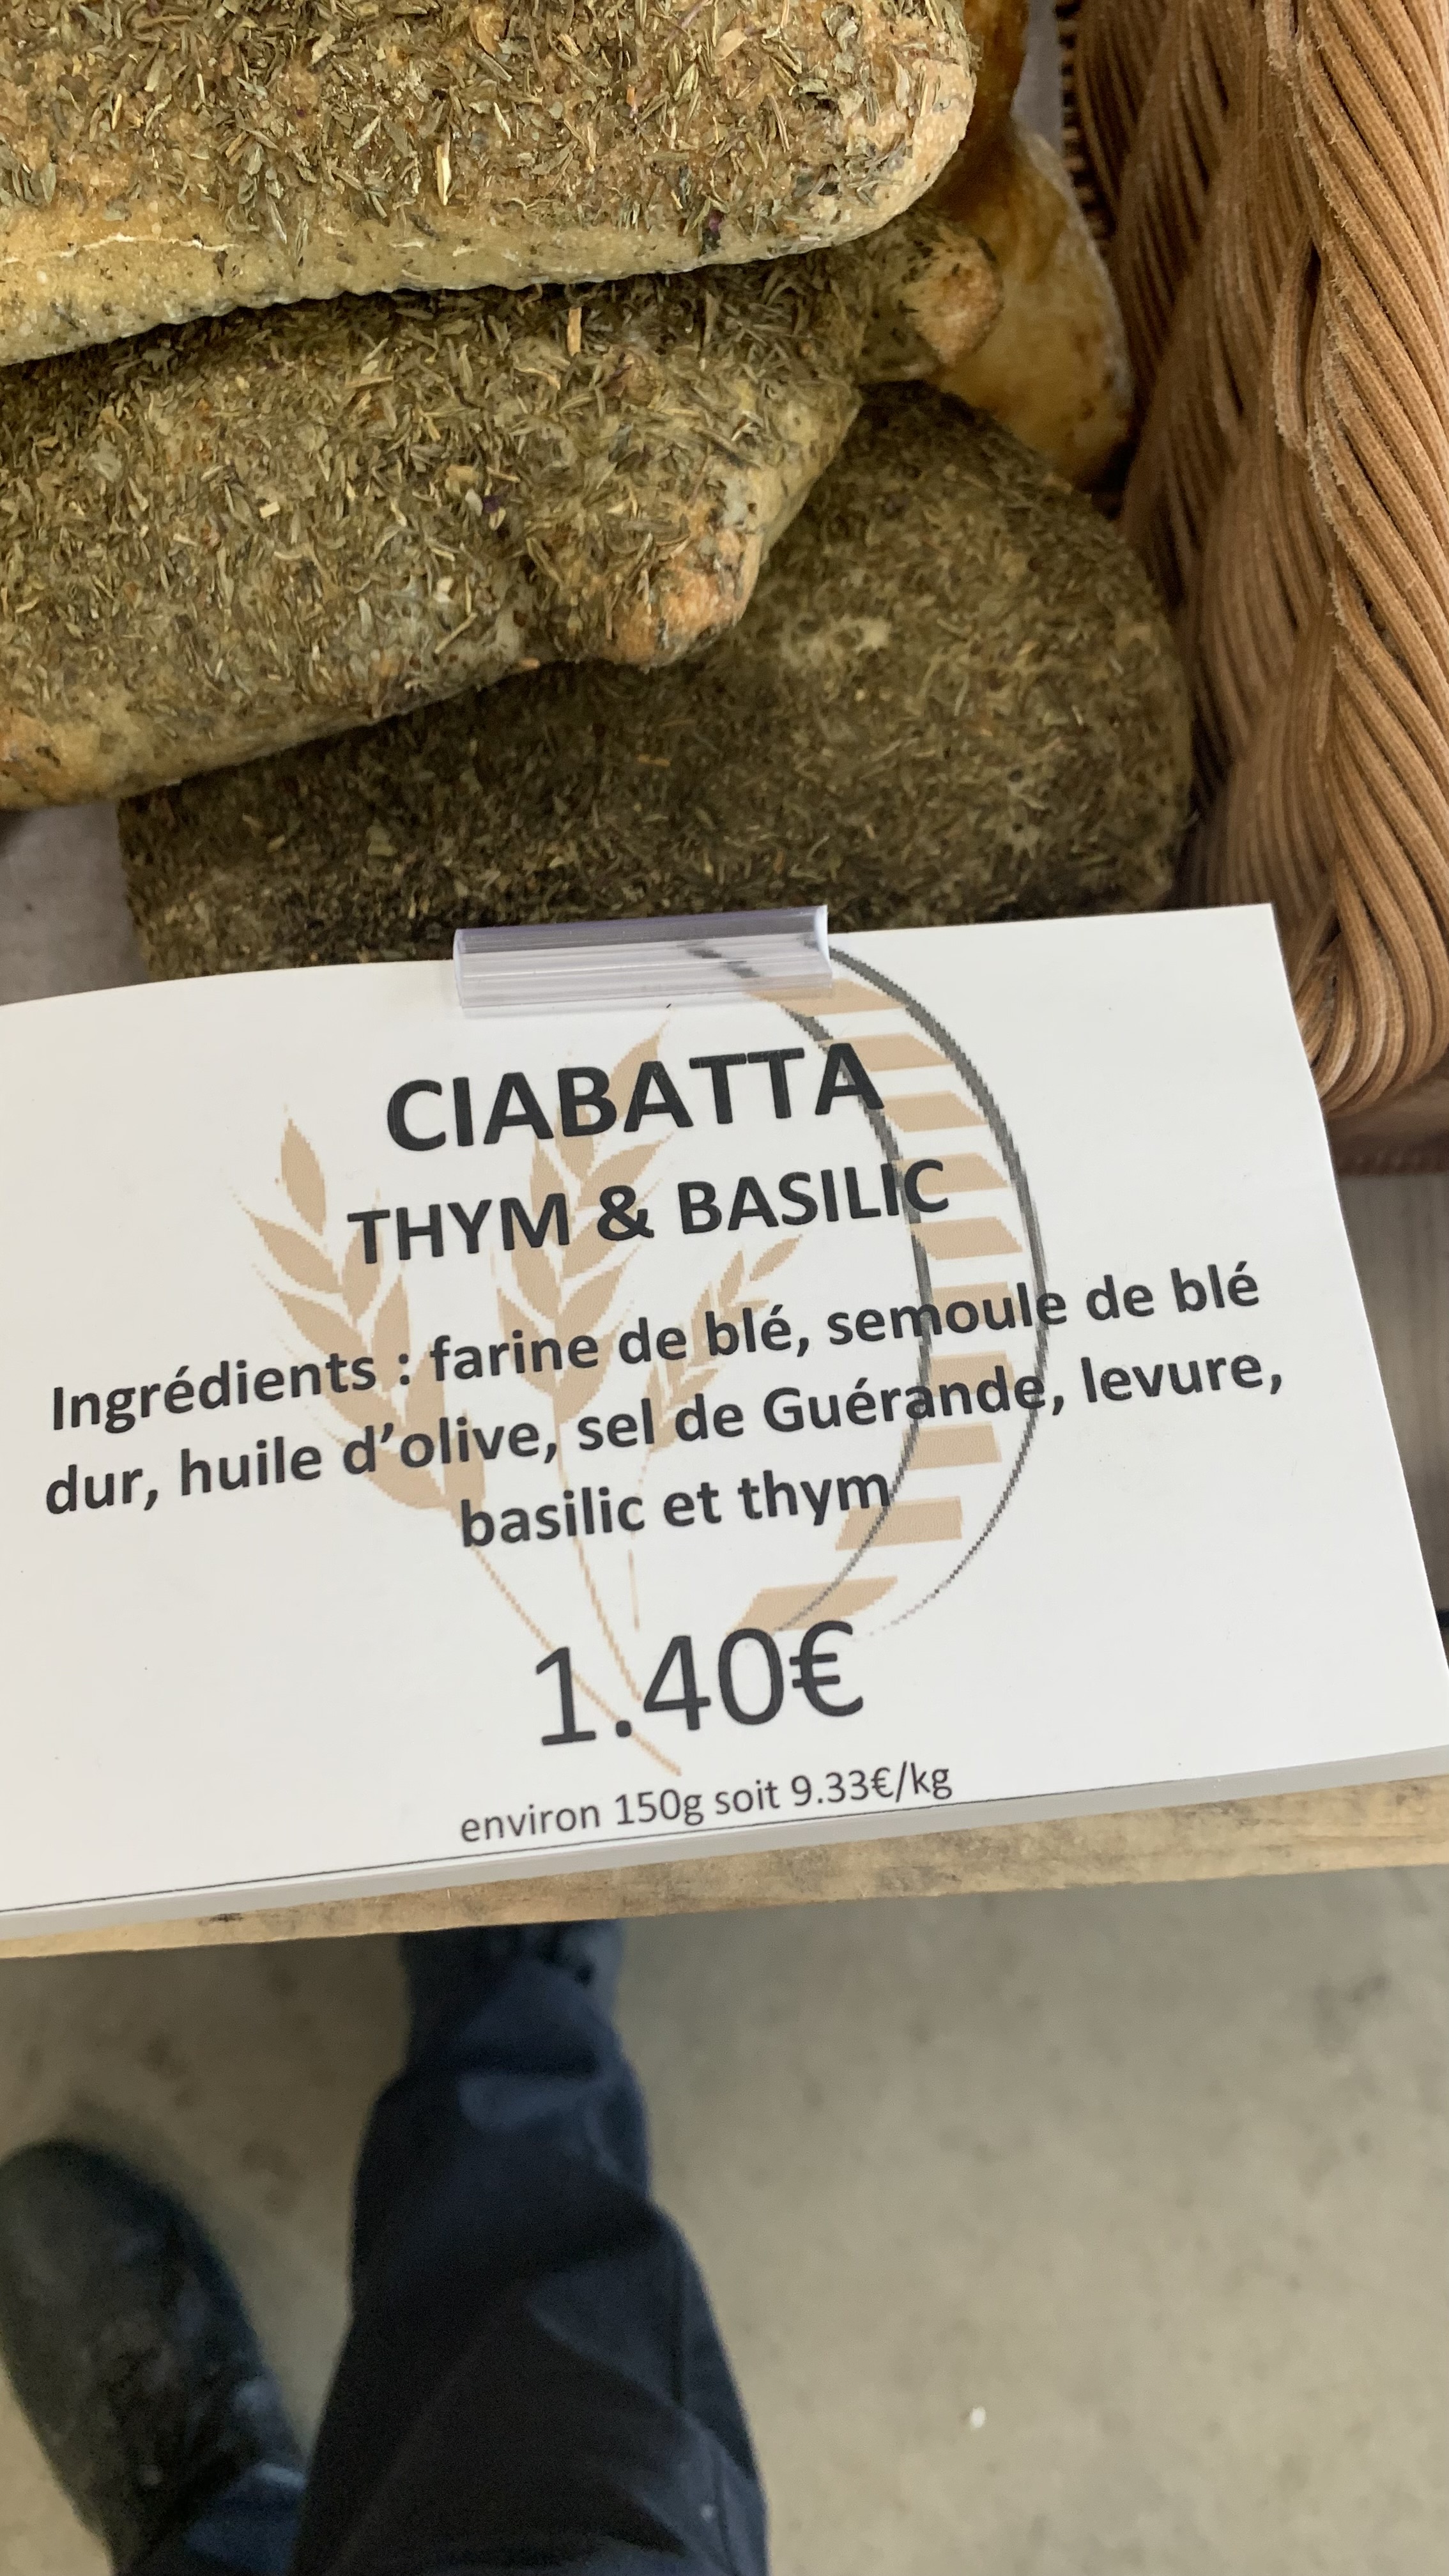 CIABATTA
THYM & BASILIC
Ingrédients : farine de blé, semoule de blé
dur, huile d’olive, sel de Guérande, levure,
basilic et thym
1.40€
environ 150g soit 9.33€/kg